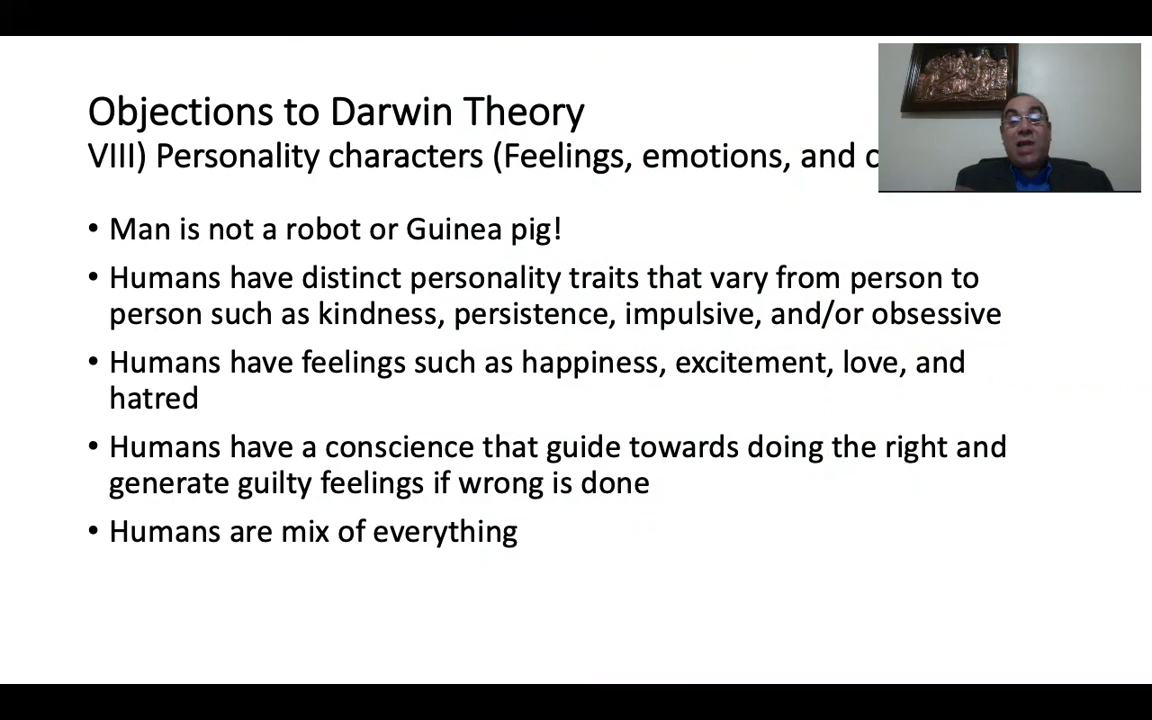 Objections to Darwin Theory
VIII) Personality characters (Feelings, emotions, and
• Man is not a robot or Guinea pig!
• Humans have distinct personality traits that vary from person to
person such as kindness, persistence, impulsive, and/or obsessive
• Humans have feelings such as happiness, excitement, love, and
hatred
• Humans have a conscience that guide towards doing the right and
generate guilty feelings if wrong is done
• Humans are mix of everything